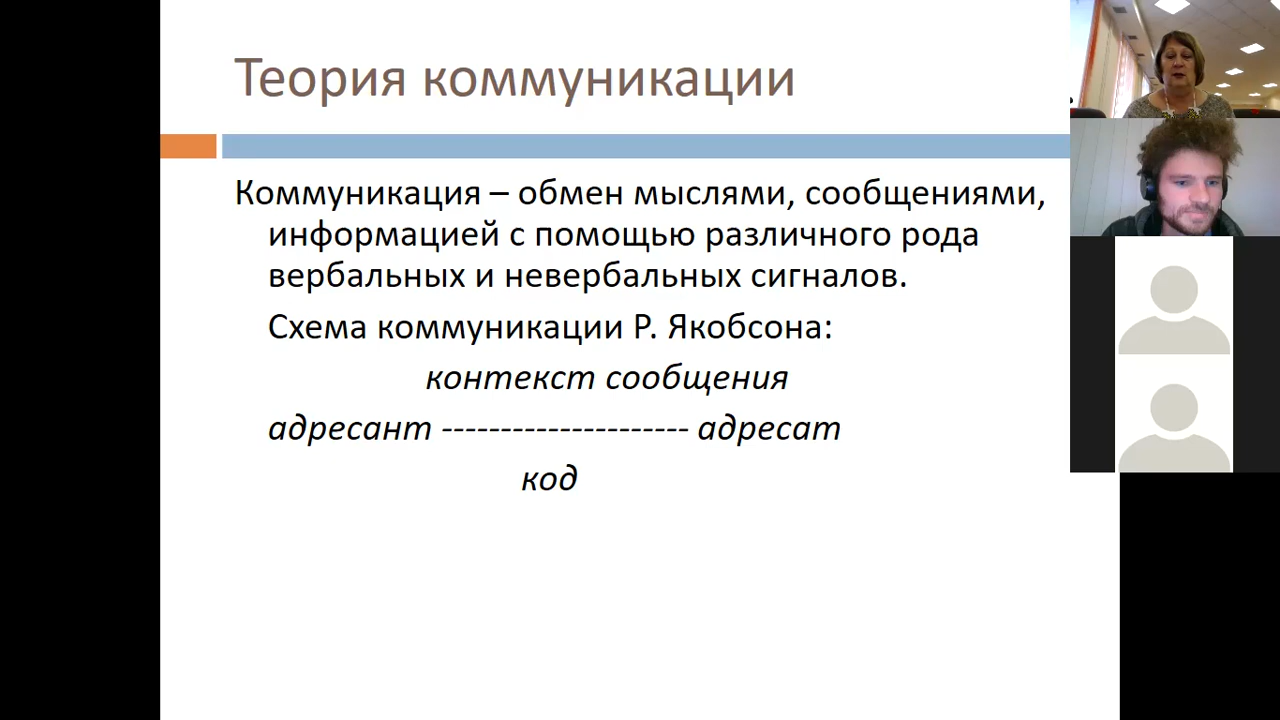 Теория коммуникации
Коммуникация – обмен мыслями, сообщениями,
информацией с помощью различного рода
вербальных и невербальных сигналов.
Схема коммуникации Р. Якобсона:
контекст сообщения
адресант --------------------- адресат
код